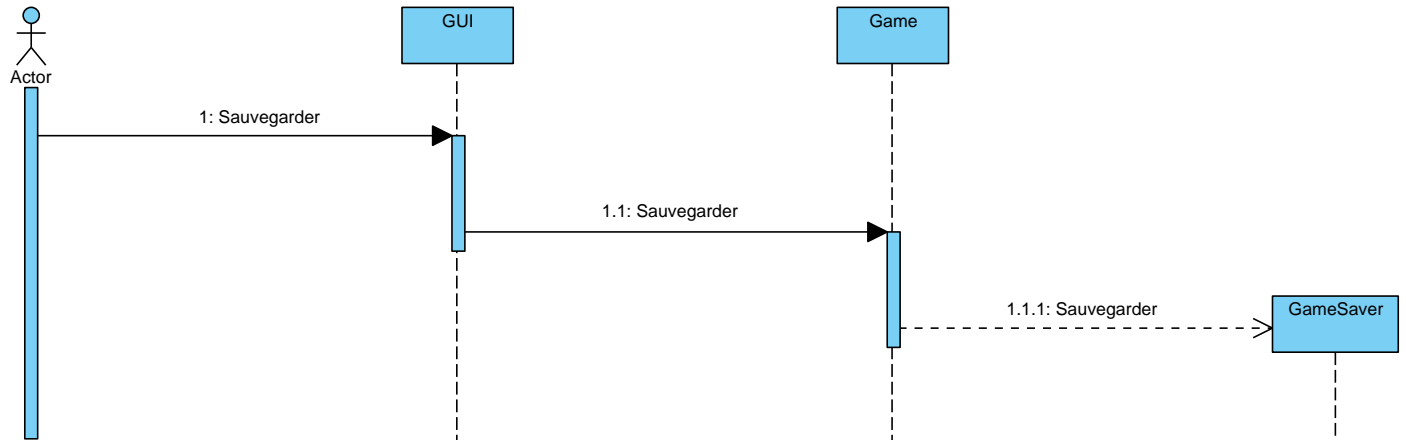 GUI
Game
Actor
1: Sauvegarder
1.1: Sauvegarder
1.1.1: Sauvegarder
GameSaver